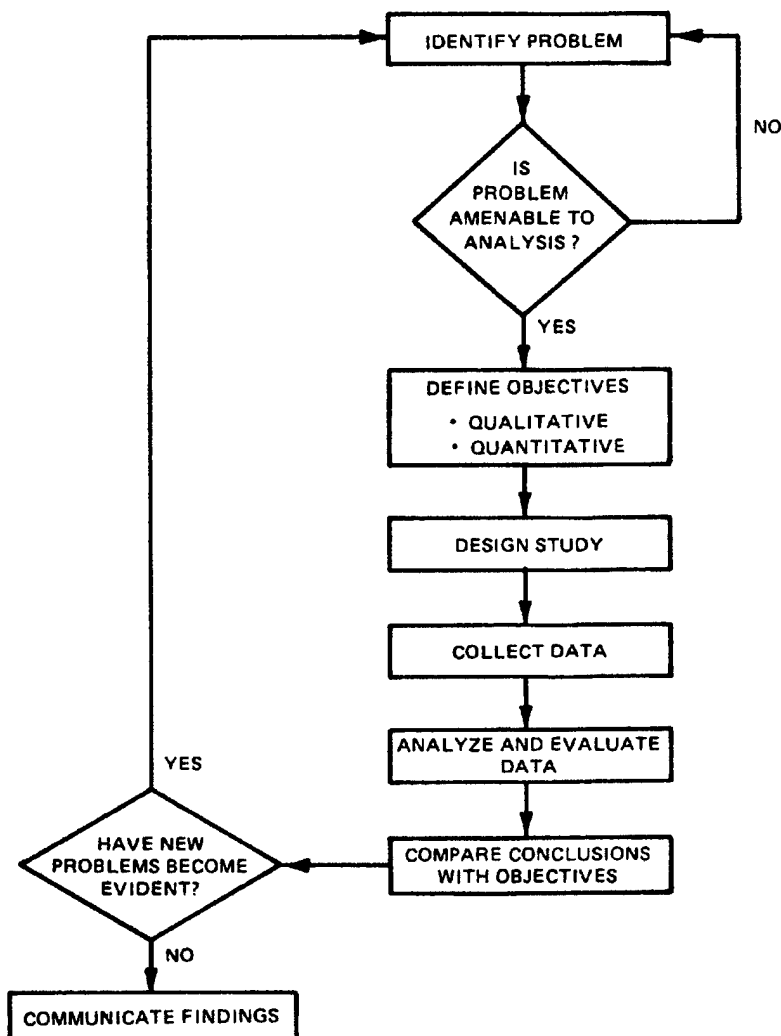 IDENTIFY PROBLEM
NO
IS
PROBLEM
AMENABLE TO
ANALYSIS?
YES
DEFINE OBJECTIVES
• QUALITATIVE
• QUANTITATIVE
DESIGN STUDY
COLLECT DATA
ANALYZE AND EVALUATE
DATA
COMPARE CONCLUSIONS
WITH OBJECTIVES
YES
HAVE NEW
PROBLEMS BECOME
EVIDENT?
NO
COMMUNICATE FINDINGS